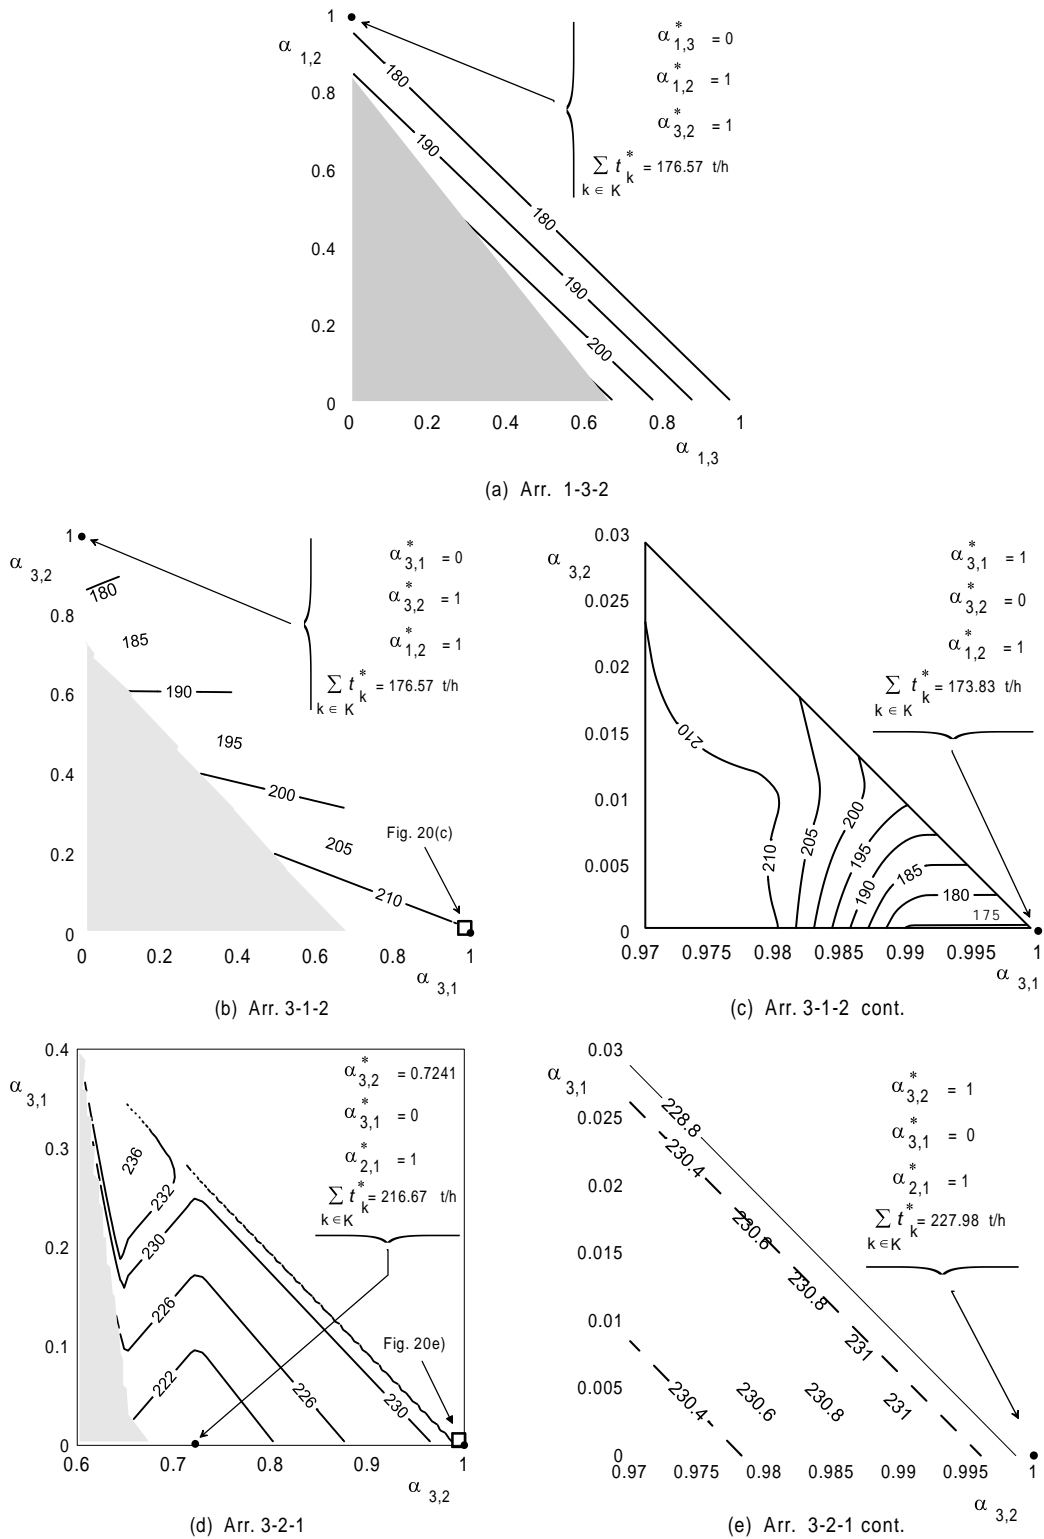 1
α 1,2
0.8
0.6
0.4
0.2
0
0 0.2 0.4 0.6 0.8 1
α 1,3
180
190
180
190
200
α* 1,3 = 0
α* 1,2 = 1
α* 3,2 = 1
∑ k ∈ K t*k = 176.57 t/h
(a) Arr. 1-3-2
1
α 3,2
0.8
0.6
0.4
0.2
0
0 0.2 0.4 0.6 0.8 1
α 3,1
180
185
190
195
200
205
210
Fig. 20(c)
α* 3,1 = 0
α* 3,2 = 1
α* 1,2 = 1
∑ k ∈ K t*k = 176.57 t/h
(b) Arr. 3-1-2
0.03
α 3,2
0.025
0.02
0.015
0.01
0.005
0
0.97 0.975 0.98 0.985 0.99 0.995 1
α 3,1
210
210
205
200
195
190
185
180
175
α* 3,1 = 1
α* 3,2 = 0
α* 1,2 = 1
∑ k ∈ K t*k = 173.83 t/h
(c) Arr. 3-1-2 cont.
0.4
α 3,1
0.3
0.2
0.1
0
0.6 0.7 0.8 0.9 1
α 3,2
236
232
230
226
222
226
230
Fig. 20e)
α* 3,2 = 0.7241
α* 3,1 = 0
α* 2,1 = 1
∑ k ∈ K t*k = 216.67 t/h
(d) Arr. 3-2-1
0.03
α 3,1
0.025
0.02
0.015
0.01
0.005
0
0.97 0.975 0.98 0.985 0.99 0.995 1
α 3,2
228.8
230.4
230.6
230.8
231
230.4
230.6
230.8
231
α* 3,2 = 1
α* 3,1 = 0
α* 2,1 = 1
∑ k ∈ K t*k = 227.98 t/h
(e) Arr. 3-2-1 cont.